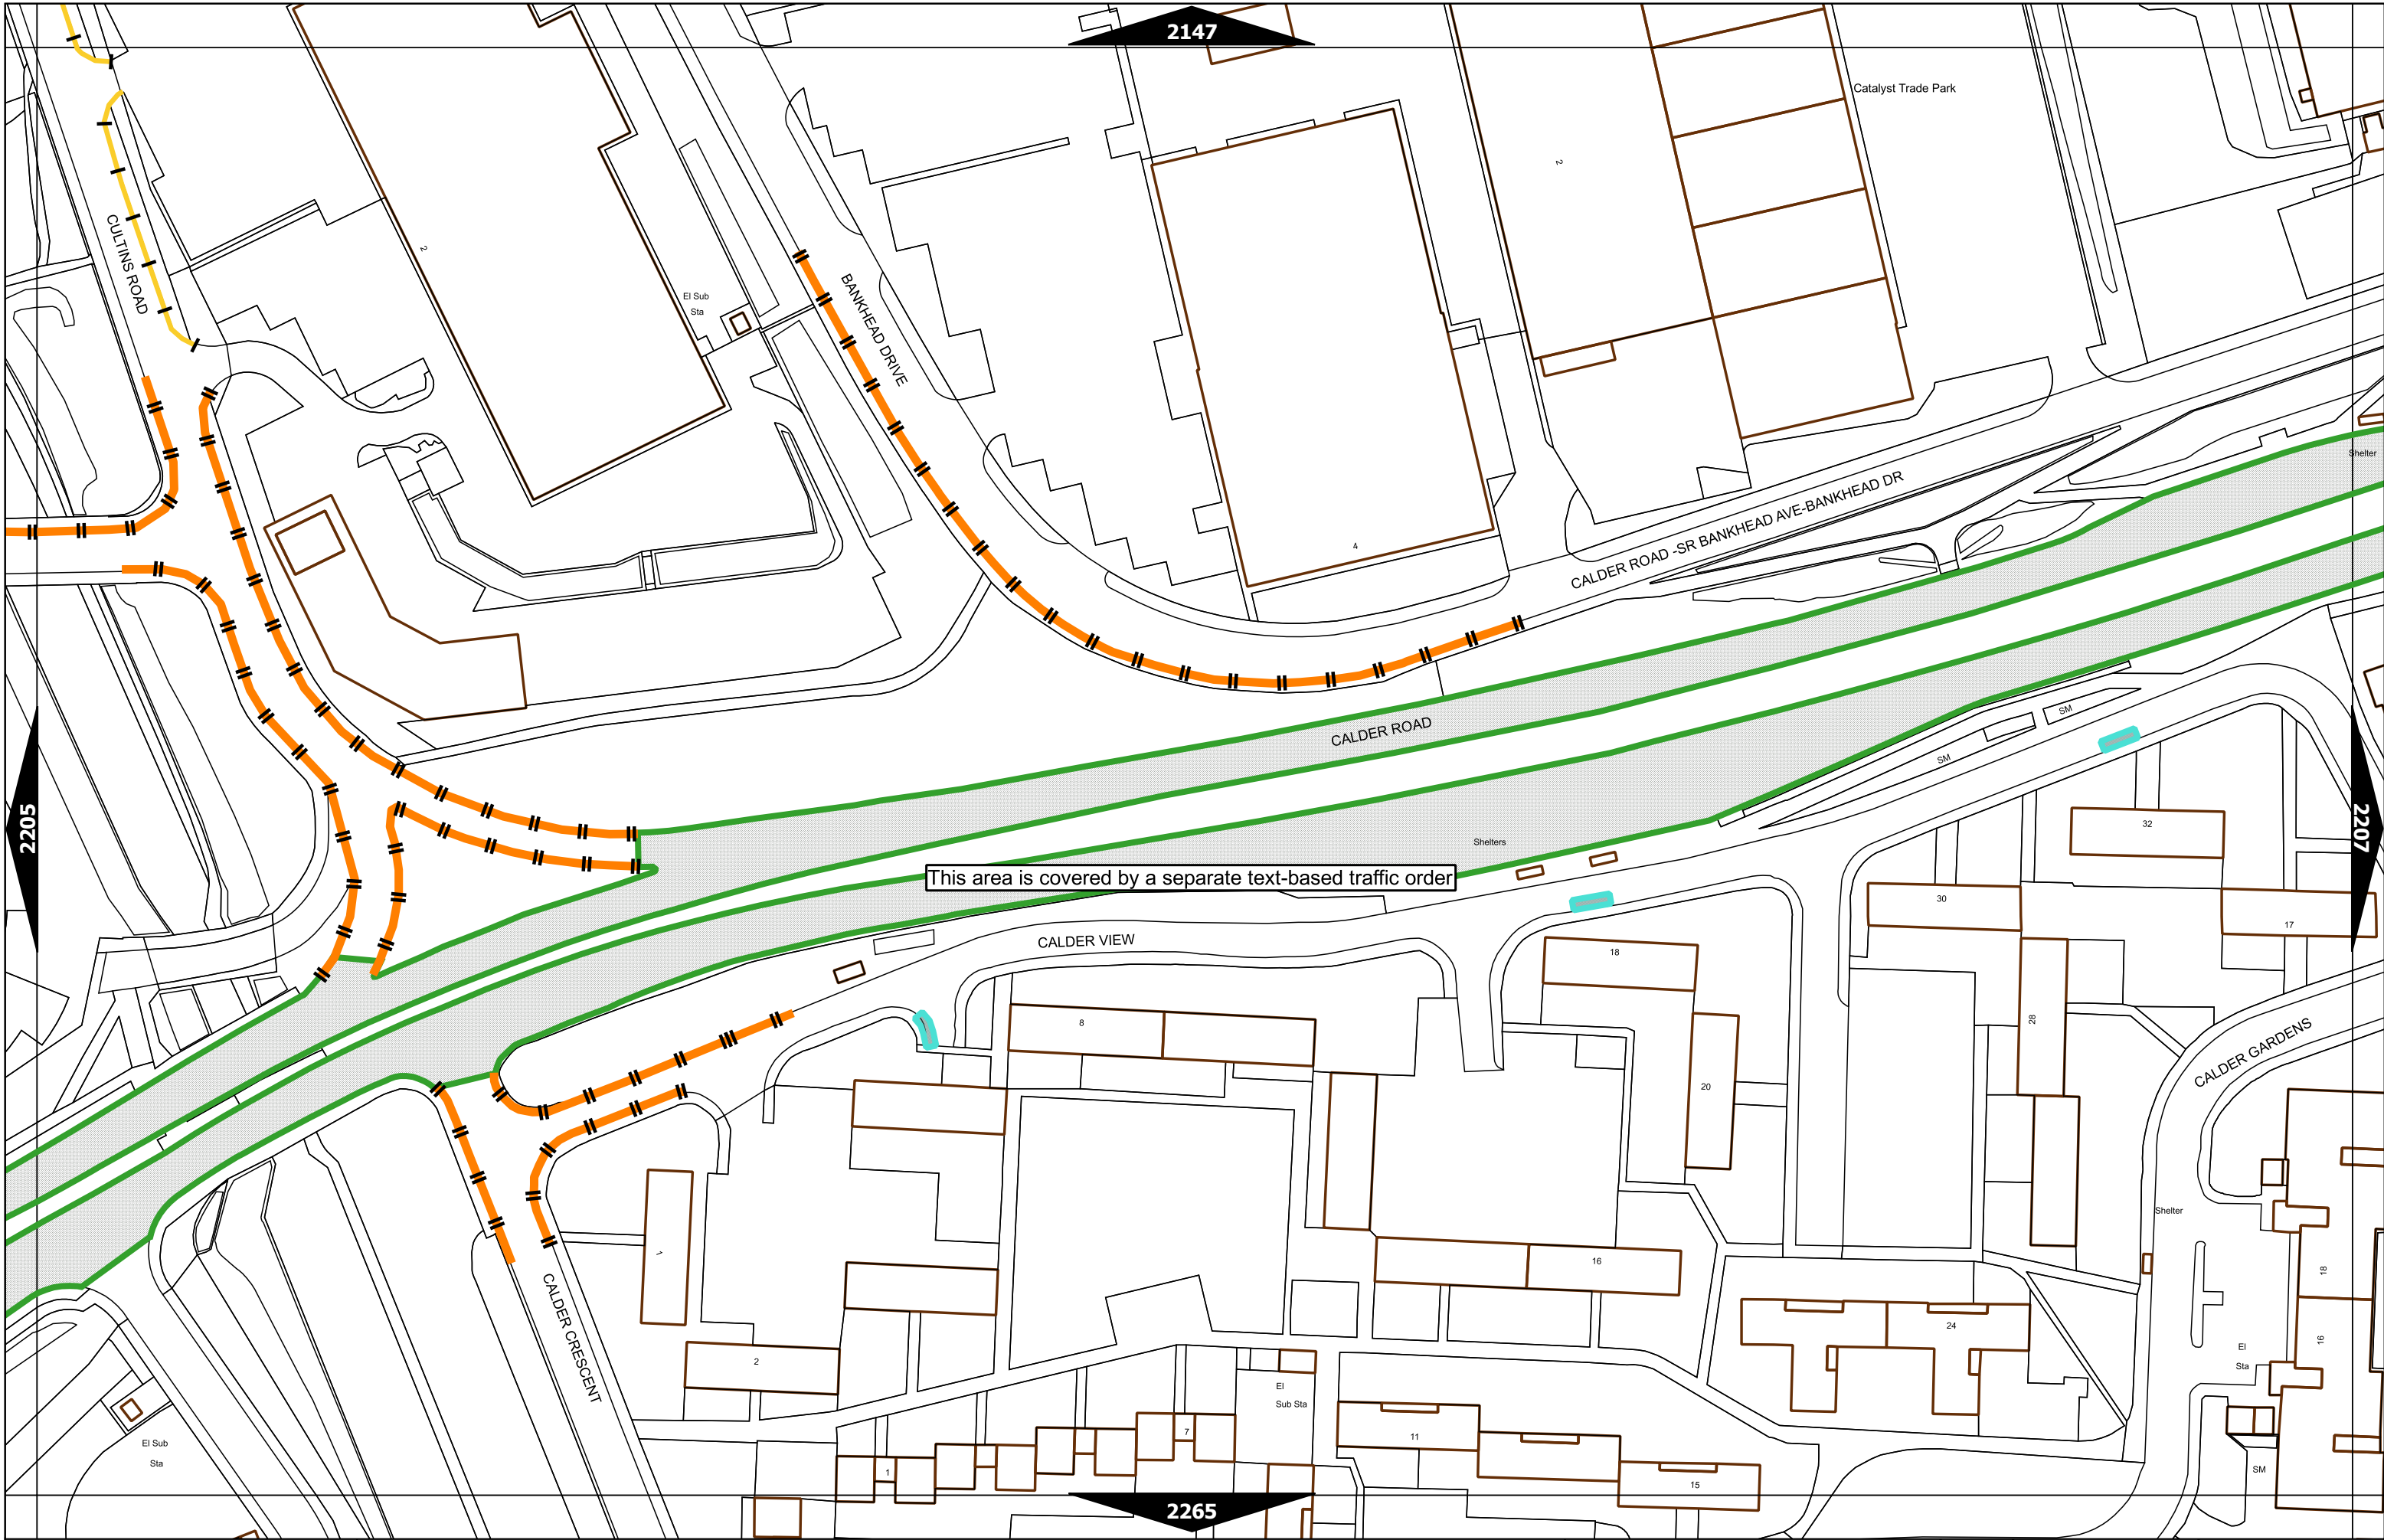 2147
Catalyst Trade Park
2
2
CULTINS ROAD
El Sub
Sta
BANKHEAD DRIVE
Shelter
CALDER ROAD -SR BANKHEAD AVE-BANKHEAD DR
4
SM
CALDER ROAD
SM
2205
2207
32
Shelters
This area is covered by a separate text-based traffic order
30
17
CALDER VIEW
18
8
28
CALDER GARDENS
20
Shelter
1
16
18
CALDER CRESCENT
24
16
El
Sta
2
El
Sub Sta
7
11
El Sub
Sta
1
15
SM
2265